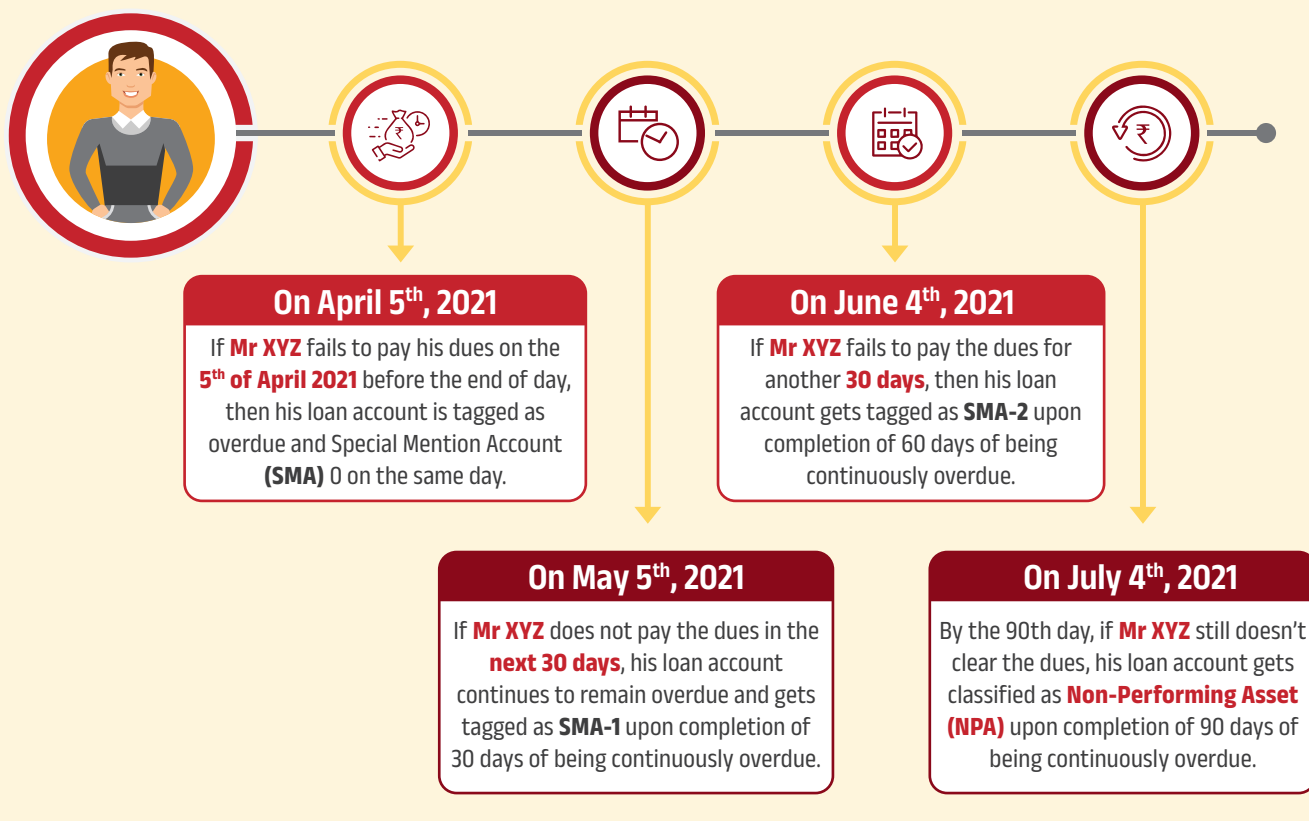 On April 5th, 2021
If Mr XYZ fails to pay his dues on the
5th of April 2021 before the end of day,
then his loan account is tagged as
overdue and Special Mention Account
(SMA) 0 on the same day.
On May 5th, 2021
If Mr XYZ does not pay the dues in the
next 30 days, his loan account
continues to remain overdue and gets
tagged as SMA-1 upon completion of
30 days of being continuously overdue.
On June 4th, 2021
If Mr XYZ fails to pay the dues for
another 30 days, then his loan
account gets tagged as SMA-2 upon
completion of 60 days of being
continuously overdue.
On July 4th, 2021
By the 90th day, if Mr XYZ still doesn't
clear the dues, his loan account gets
classified as Non-Performing Asset
(NPA) upon completion of 90 days of
being continuously overdue.